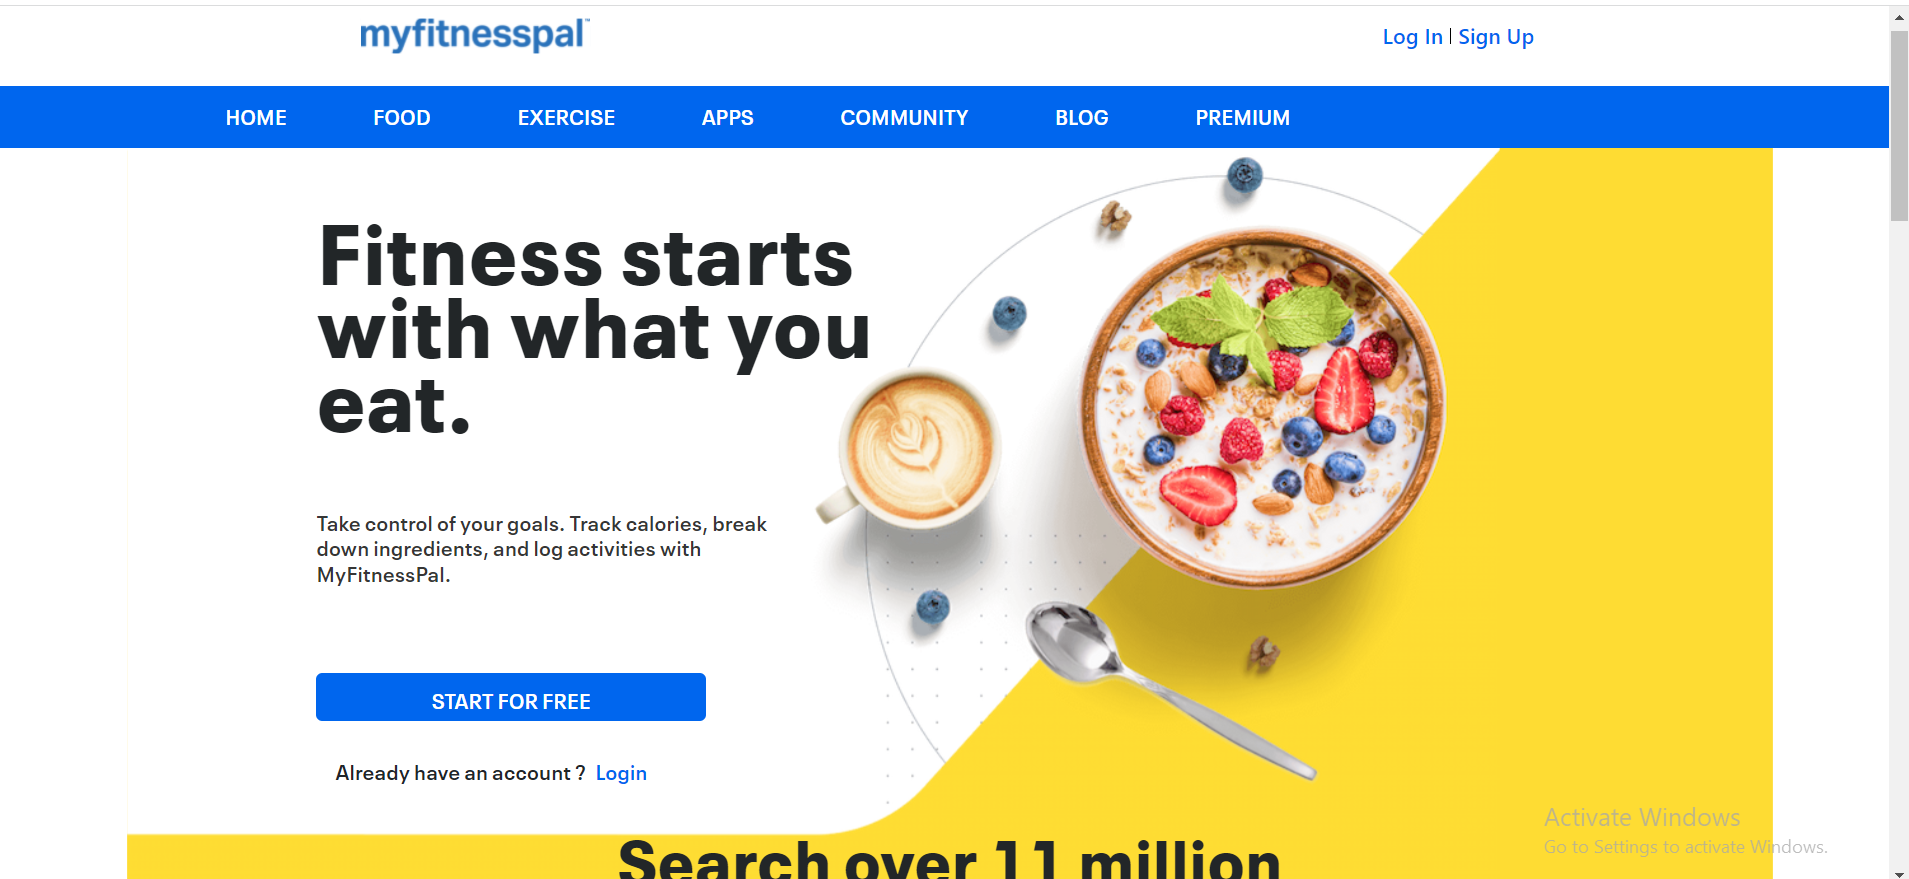 myfitnesspal™
Log In | Sign Up
HOME FOOD EXERCISE APPS COMMUNITY BLOG PREMIUM
Fitness starts
with what you
eat.
Take control of your goals. Track calories, break
down ingredients, and log activities with
MyFitnessPal.
START FOR FREE
Already have an account ? Login
Search over 11 million
Activate Windows
Go to Settings to activate Windows.